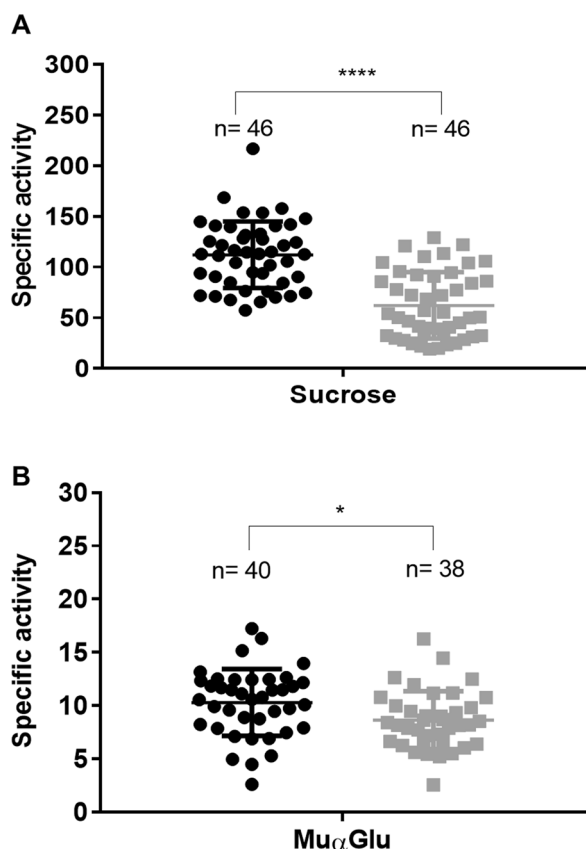 A
300
250
200
150
100
50
0
Specific activity
****
n= 46
n= 46
Sucrose
B
30
25
20
15
10
5
0
Specific activity
*
n= 40
n= 38
MuαGlu